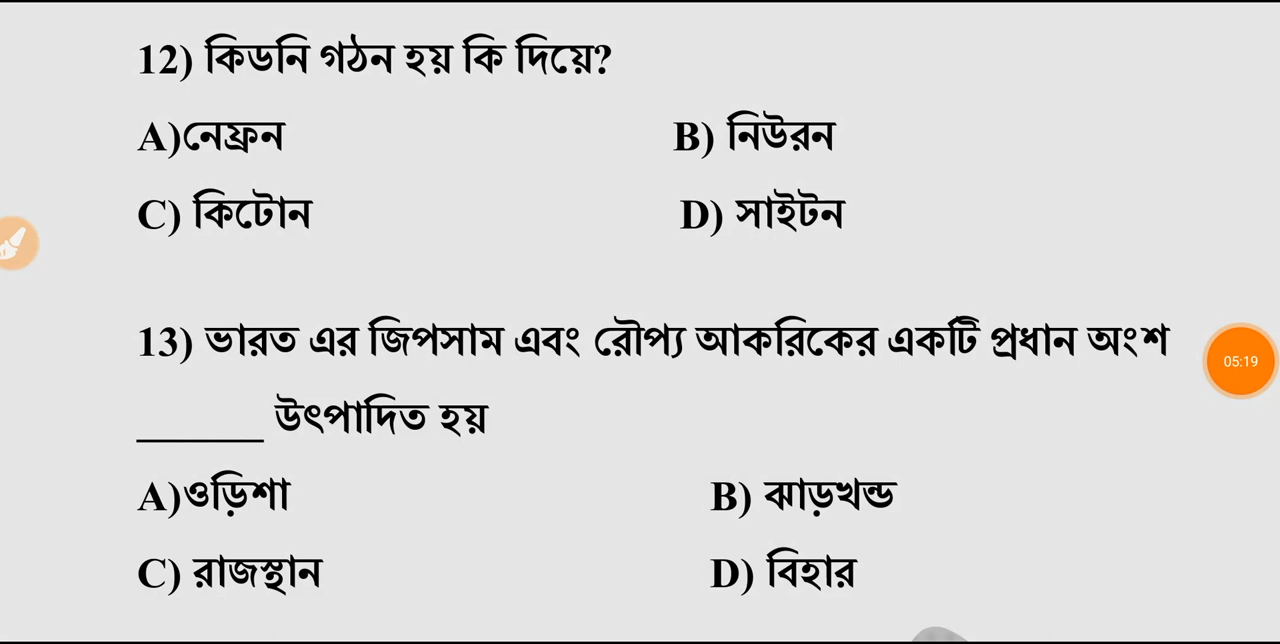 12) কিডনি গঠন হয় কি দিয়ে?
A)নেফ্রন B) নিউরন
C) কিটোন D) সাইটন
13) ভারত এর জিপসাম এবং রৌপ্য আকরিকের একটি প্রধান অংশ
05:19
______ উৎপাদিত হয়
A)ওড়িশা B) ঝাড়খন্ড
C) রাজস্থান D) বিহার